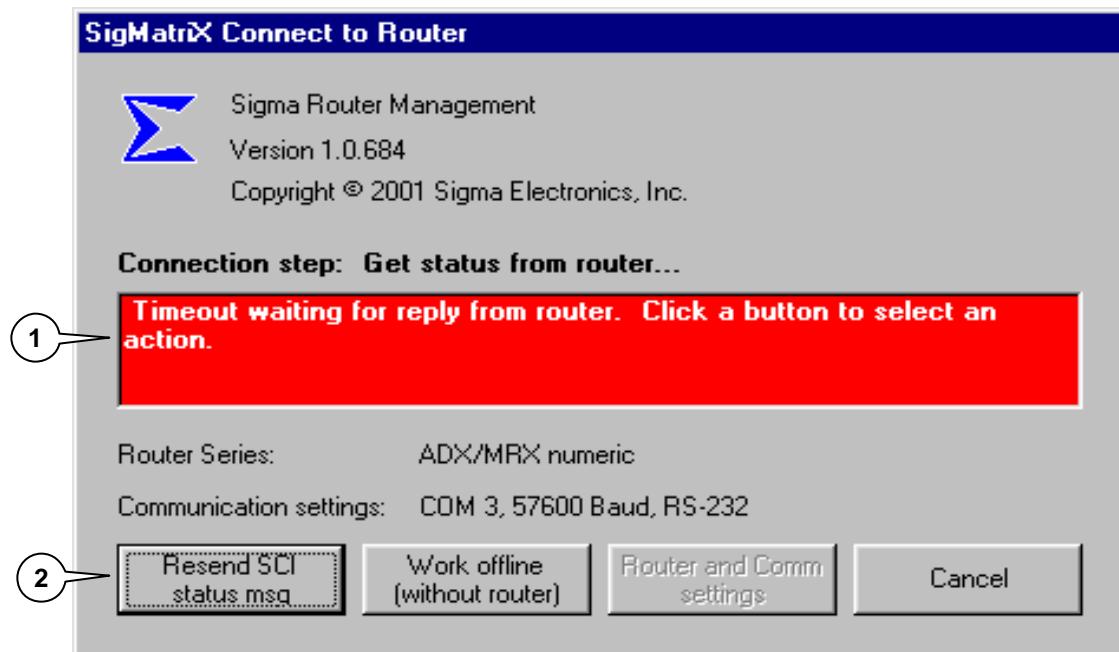 SigMatriX Connect to Router
Sigma Router Management
Version 1.0.684
Copyright © 2001 Sigma Electronics, Inc.
Connection step: Get status from router...
Timeout waiting for reply from router. Click a button to select an
action.
1
Router Series: ADX/MRX numeric
Communication settings: COM 3, 57600 Baud, RS-232
2
Resend SCI
status msg
Work offline
(without router)
Router and Comm
settings
Cancel